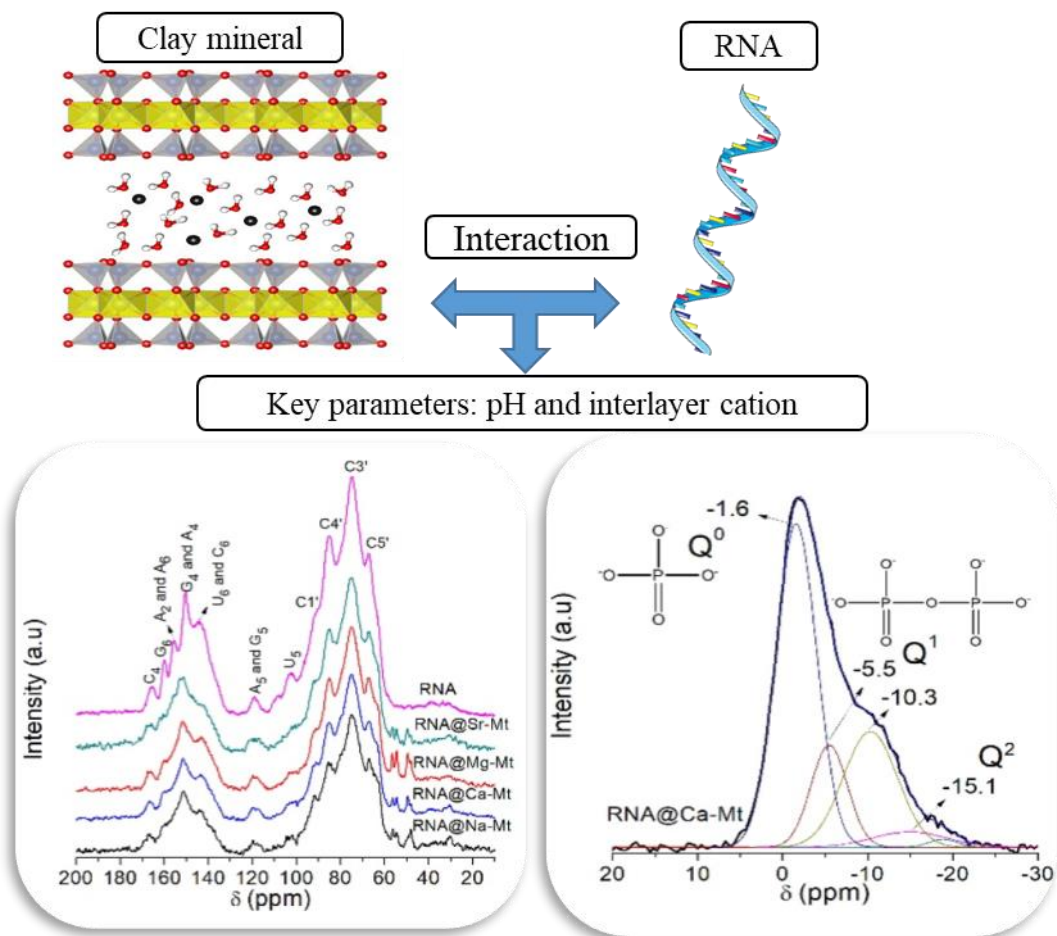 Clay mineral
RNA
Interaction
Key parameters: pH and interlayer cation
Intensity (a.u)
C4
G6
A2 and A6
G4 and A4
U6 and C6
A5 and G5
U5
C1'
C4'
C3'
C5'
RNA
RNA@Sr-Mt
RNA@Mg-Mt
RNA@Ca-Mt
RNA@Na-Mt
200 180 160 140 120 100 80 60 40 20
δ (ppm)
Intensity (a.u)
-1.6
Q0
O-
-O P O-
O
O- O-
-O P O P O-
O O
Q1
-5.5
-10.3
Q2
-15.1
RNA@Ca-Mt
20 10 0 -10 -20 -30
δ (ppm)